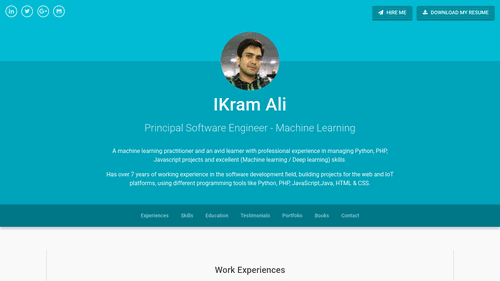 HIRE ME
DOWNLOAD MY RESUME
IKram Ali
Principal Software Engineer - Machine Learning
A machine learning practitioner and an avid learner with professional experience in managing Python, PHP,
Javascript projects and excellent (Machine learning / Deep learning) skills.
Has over 7 years of working experience in the software development field, building projects for the web and IoT
platforms, using different programming tools like Python, PHP, JavaScript,Java, HTML & CSS.
Experiences Skills Education Testimonials Portfolio Books Contact
Work Experiences